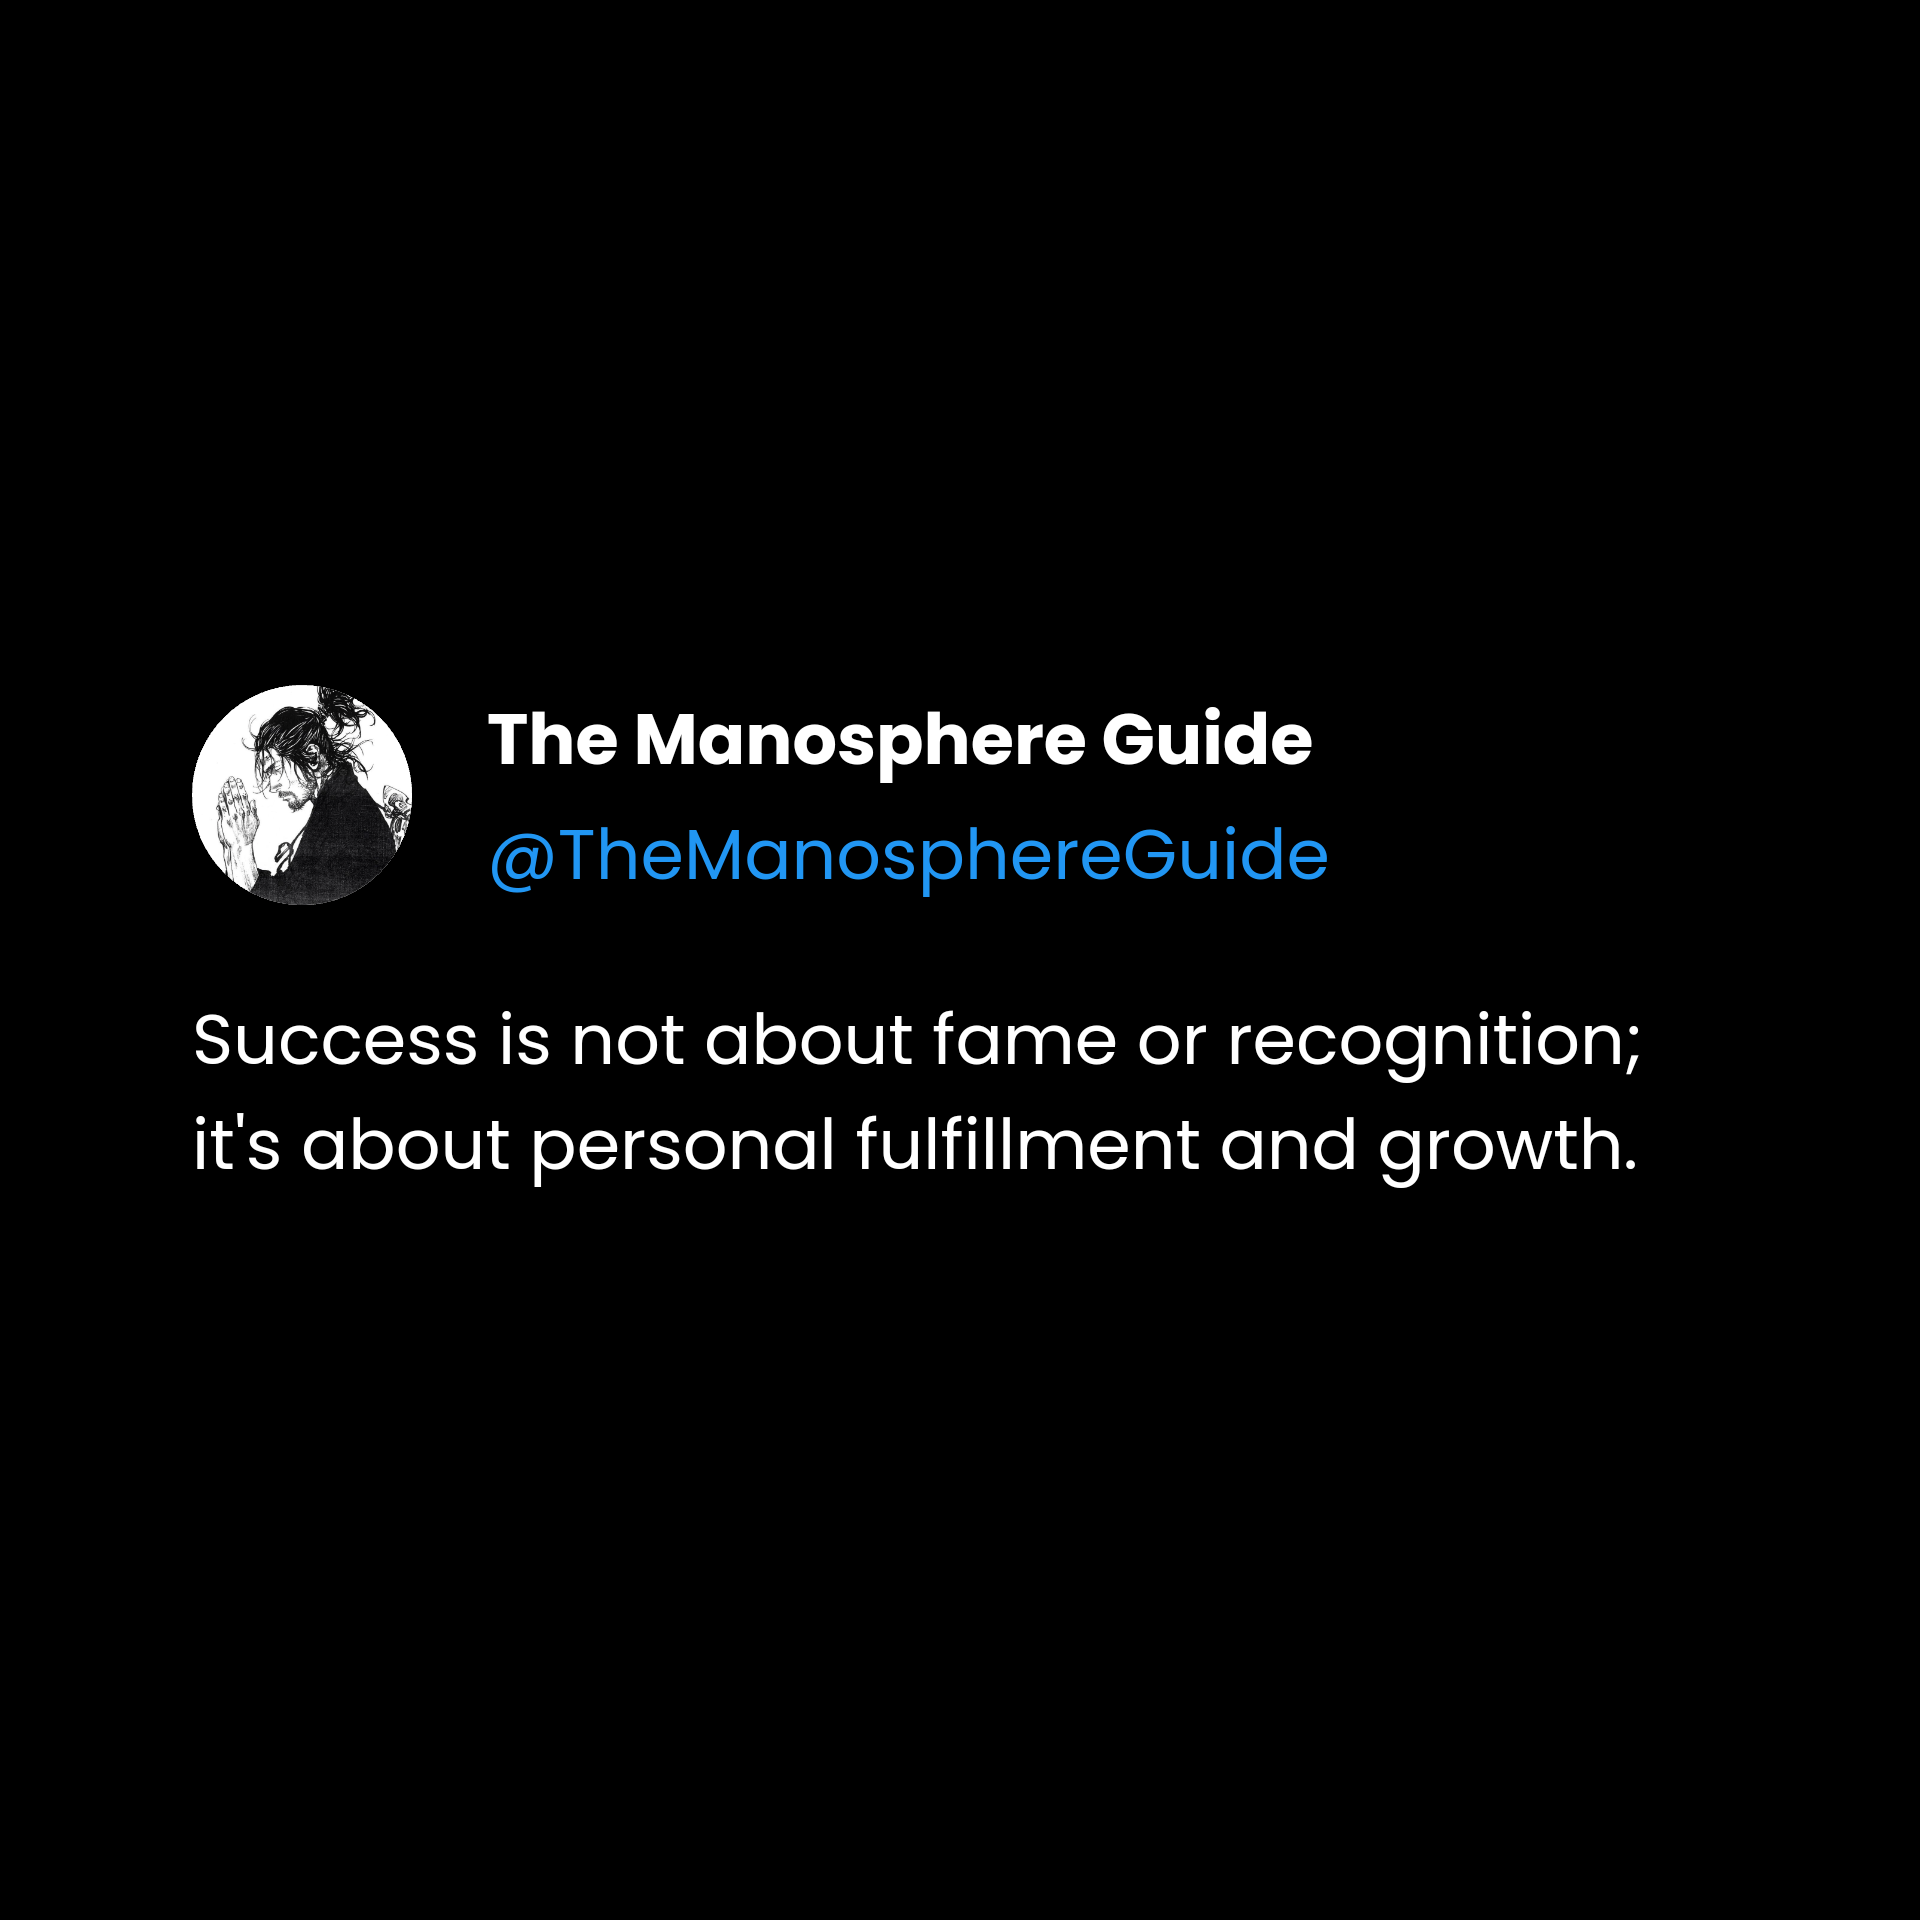 The Manosphere Guide
@TheManosphereGuide
Success is not about fame or recognition;
it's about personal fulfillment and growth.